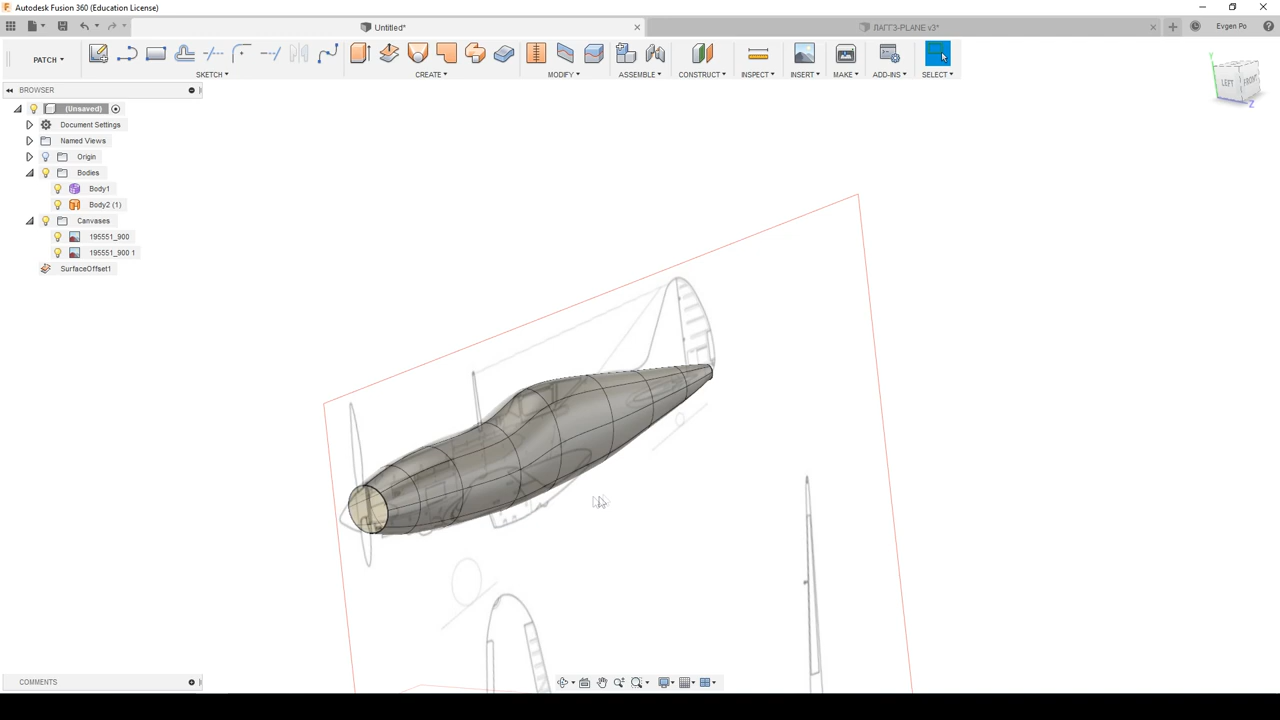 Autodesk Fusion 360 (Education License)
Untitled*
ЛАГГ3-PLANE v3*
Evgen Po
PATCH
SKETCH
CREATE
MODIFY
ASSEMBLE
CONSTRUCT
INSPECT
INSERT
MAKE
ADD-INS
SELECT
BROWSER
(Unsaved)
Document Settings
Named Views
Origin
Bodies
Body1
Body2 (1)
Canvases
195551_900
195551_900 1
SurfaceOffset1
Y
LEFT
FRONT
Z
COMMENTS